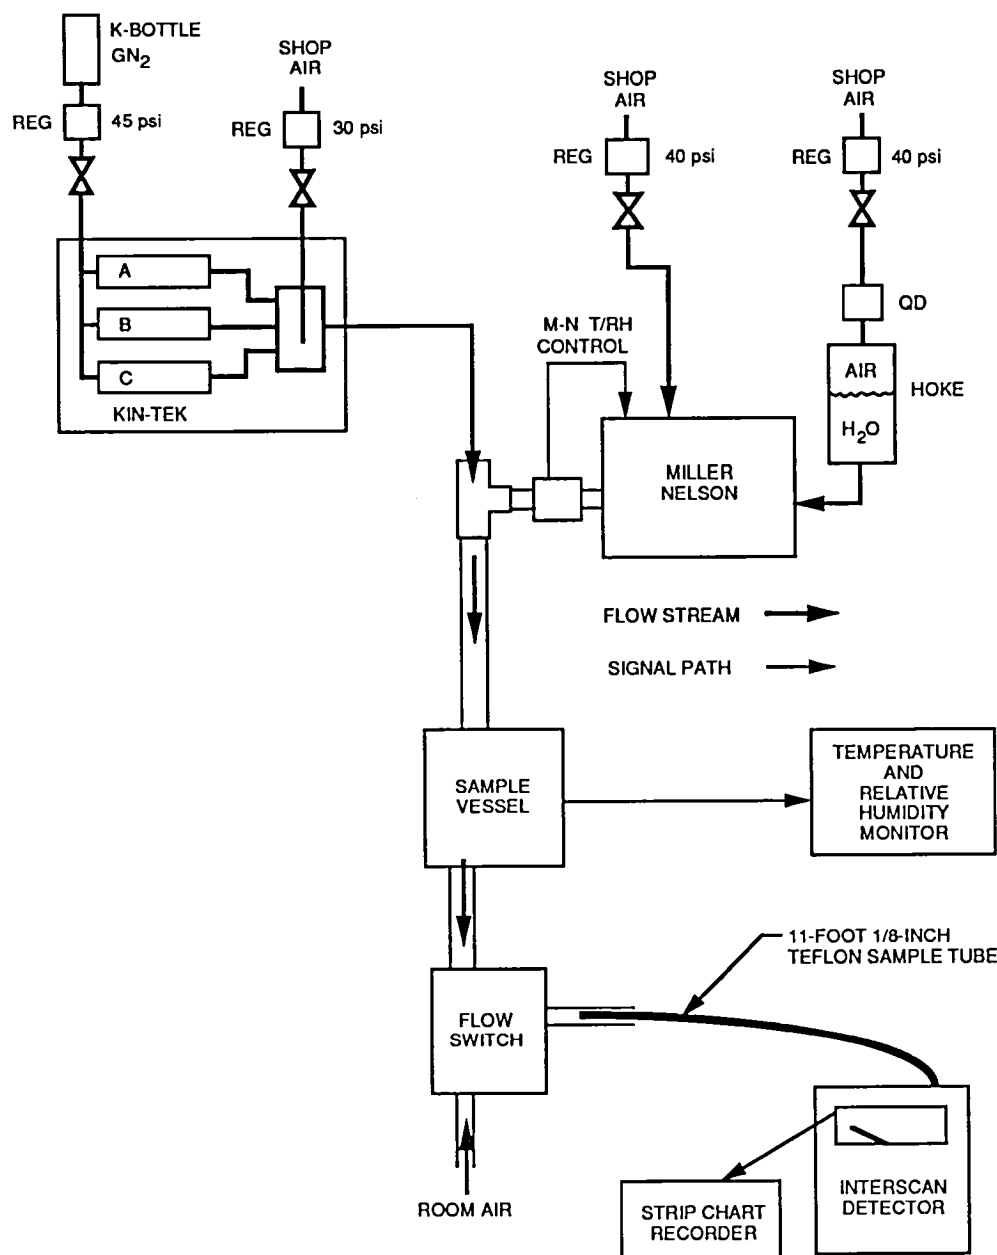 K-BOTTLE
GN2
REG
45 psi
SHOP
AIR
REG
30 psi
SHOP
AIR
REG
40 psi
SHOP
AIR
REG
40 psi
A
B
C
KIN-TEK
M-N T/RH
CONTROL
QD
AIR
H2O
HOKE
MILLER
NELSON
FLOW STREAM
SIGNAL PATH
SAMPLE
VESSEL
TEMPERATURE
AND
RELATIVE
HUMIDITY
MONITOR
11-FOOT 1/8-INCH
TEFLON SAMPLE TUBE
FLOW
SWITCH
ROOM AIR
INTERSCAN
DETECTOR
STRIP CHART
RECORDER